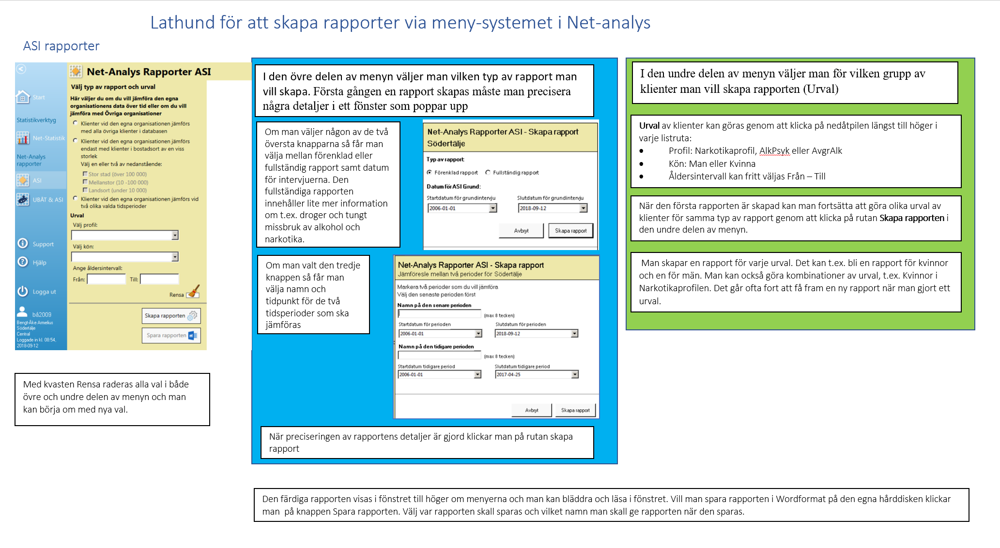 Lathund för att skapa rapporter via meny-systemet i Net-analys
ASI rapporter
Start
Statistikverktyg
Net-Statistik
Net-Analys
rapporter
ASI
UBÅT & ASI
Support
Hjälp
Logga ut
bå2009
Bengt-Åke Armelius
Södertälje
Central
Loggade in kl. 08:54,
2018-09-12
Net-Analys Rapporter ASI
Välj typ av rapport och urval
Här väljer du om du vill jämföra den egna
organisationens data över tid eller om du vill
jämföra med Övriga organisationer
Klienter vid den egna organisationen jämförs
med alla övriga klienter i databasen
Klienter vid den egna organisationen jämförs
endast med klienter i bostadsort av en viss
storlek
Välj en eller två av nedanstående:
Stor stad (över 100 000)
Mellanstor (10 -100 000)
Landsort (under 10 000)
Klienter vid den egna organisationen jämförs vid
två olika valda tidsperioder
Urval
Välj profil:
Välj kön:
Ange åldersintervall:
Från: Till:
Rensa
Skapa rapporten
Spara rapporten
Med kvasten Rensa raderas alla val i både
övre och undre delen av menyn och man
kan börja om med nya val.
I den övre delen av menyn väljer man vilken typ av rapport man
vill skapa. Första gången en rapport skapas måste man precisera
några detaljer i ett fönster som poppar upp
Om man väljer någon av de två
översta knapparna så får man
välja mellan förenklad eller
fullständig rapport samt datum
för intervjuerna. Den
fullständiga rapporten
innehåller lite mer information
om t.ex. droger och tungt
missbruk av alkohol och
narkotika.
Net-Analys Rapporter ASI - Skapa rapport
Södertälje
Typ av rapport:
Förenklad rapport Fullständig rapport
Datum för ASI Grund:
Startdatum för grundintervju Slutdatum för grundintervju
2006-01-01 2018-09-12
Avbryt Skapa rapport
Om man valt den tredje
knappen så får man
välja namn och
tidpunkt för de två
tidsperioder som ska
jämföras
Net-Analys Rapporter ASI - Skapa rapport
Jämföresle mellan två perioder för Södertälje
Markera två perioder som du vill jämföra
Välj den senaste perioden först
Namn på den senare perioden
(max 8 tecken)
Startdatum för perioden Slutdatum för perioden
2006-01-01 2018-09-12
Namn på den tidigare perioden
(max 8 tecken)
Startdatum tidigare period Slutdatum tidigare period
2006-01-01 2017-04-25
Avbryt Skapa rapport
När preciseringen av rapportens detaljer är gjord klickar man på rutan skapa
rapport
I den undre delen av menyn väljer man för vilken grupp av
klienter man vill skapa rapporten (Urval)
Urval av klienter kan göras genom att klicka på nedåtpilen längst till höger i
varje listruta:
• Profil: Narkotikaprofil, AlkPsyk eller AvgrAlk
• Kön: Man eller Kvinna
• Åldersintervall kan fritt väljas Från – Till
När den första rapporten är skapad kan man fortsätta att göra olika urval av
klienter för samma typ av rapport genom att klicka på rutan Skapa rapporten i
den undre delen av menyn.
Man skapar en rapport för varje urval. Det kan t.ex. bli en rapport för kvinnor
och en för män. Man kan också göra kombinationer av urval, t.ex. Kvinnor i
Narkotikaprofilen. Det går ofta fort att få fram en ny rapport när man gjort ett
urval.
Den färdiga rapporten visas i fönstret till höger om menyerna och man kan bläddra och läsa i fönstret. Vill man spara rapporten i Wordformat på den egna hårddisken klickar
man på knappen Spara rapporten. Välj var rapporten skall sparas och vilket namn man skall ge rapporten när den sparas.